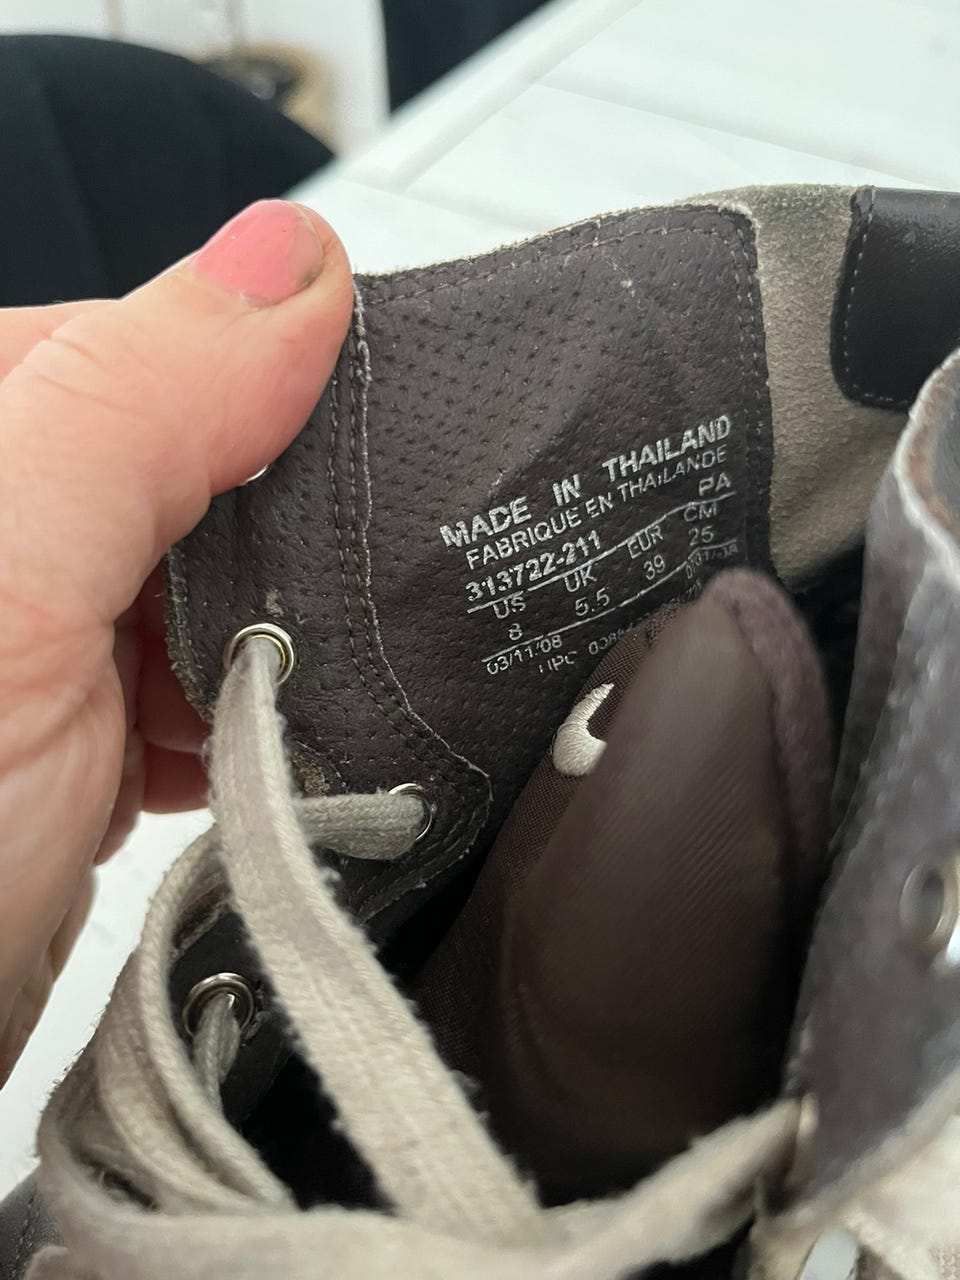 MADE IN THAILAND
FABRIQUE EN THAILANDE
313722-211 PA
US UK EUR CM
8 5.5 39 25
03/11/08
UPC